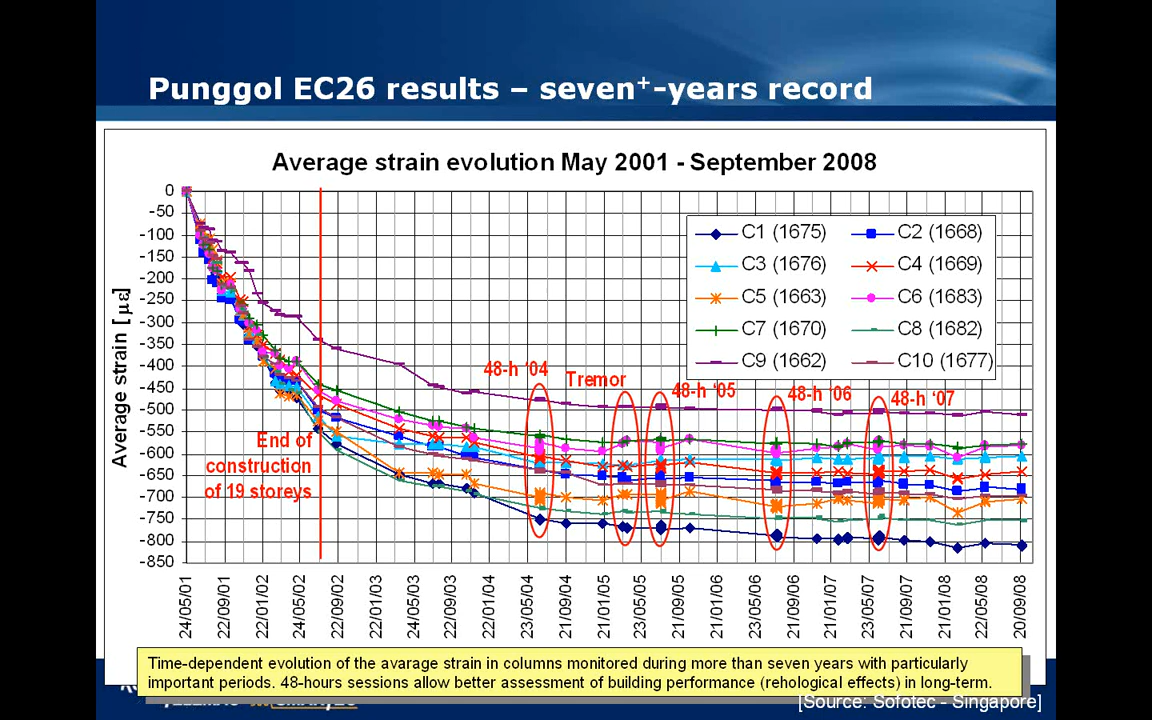 Punggol EC26 results – seven+-years record
Average strain evolution May 2001 - September 2008
Average strain [ με]
0
-50
-100
-150
-200
-250
-300
-350
-400
-450
-500
-550
-600
-650
-700
-750
-800
-850
C1 (1675)
C2 (1668)
C3 (1676)
C4 (1669)
C5 (1663)
C6 (1683)
C7 (1670)
C8 (1682)
C9 (1662)
C10 (1677)
48-h ‘04
Tremor
48-h ‘05
48-h ‘06
48-h ‘07
End of
construction
of 19 storeys
24/05/01
22/09/01
22/01/02
24/05/02
22/09/02
22/01/03
24/05/03
22/09/03
22/01/04
23/05/04
21/09/04
21/01/05
23/05/05
21/09/05
21/01/06
23/05/06
21/09/06
21/01/07
23/05/07
21/09/07
21/01/08
22/05/08
20/09/08
Time-dependent evolution of the avarage strain in columns monitored during more than seven years with particularly
important periods. 48-hours sessions allow better assessment of building performance (rehological effects) in long-term.
[Source: Sofotec - Singapore]